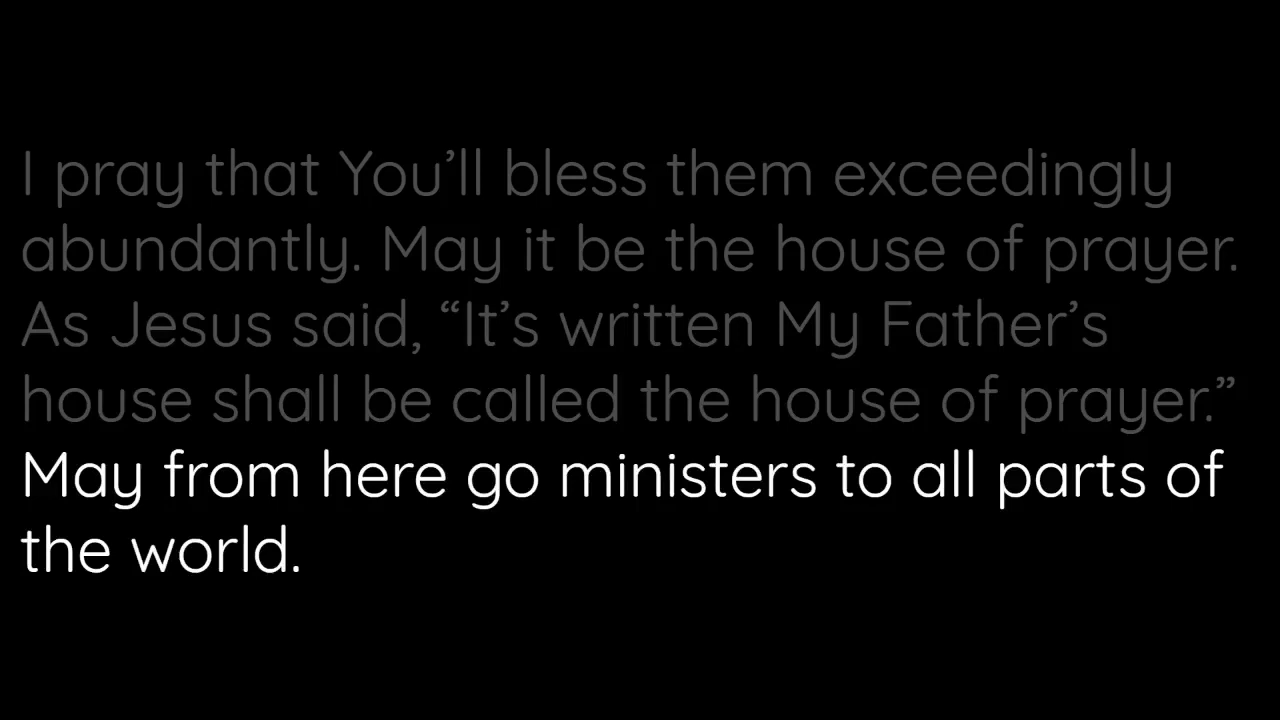 I pray that You’ll bless them exceedingly
abundantly. May it be the house of prayer.
As Jesus said, “It’s written My Father’s
house shall be called the house of prayer.”
May from here go ministers to all parts of
the world.